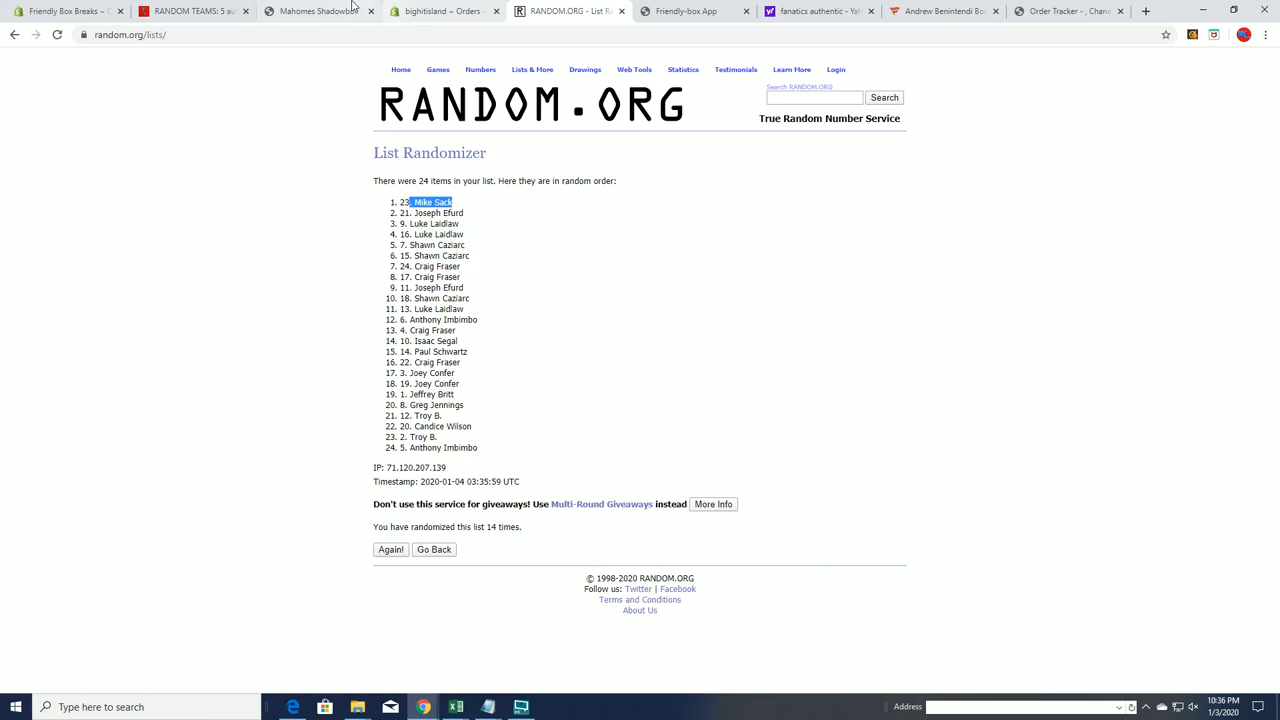 Friendly Box Breaks – C
RANDOM TEAMS: 5 au
Mahomes Shadowbo
birdsightful ~ Orders ~
RANDOM.ORG - List Ra
Facebook App
fanatics authentic - Yah
Andrew Benintendi Box
Order Tracker - , Chane
random.org/lists/
Home Games Numbers Lists & More Drawings Web Tools Statistics Testimonials Learn More Login
RANDOM.ORG
Search RANDOM.ORG
Search
True Random Number Service
List Randomizer
There were 24 items in your list. Here they are in random order:
1. 23. Mike Sack
2. 21. Joseph Efurd
3. 9. Luke Laidlaw
4. 16. Luke Laidlaw
5. 7. Shawn Caziarc
6. 15. Shawn Caziarc
7. 24. Craig Fraser
8. 17. Craig Fraser
9. 11. Joseph Efurd
10. 18. Shawn Caziarc
11. 13. Luke Laidlaw
12. 6. Anthony Imbimbo
13. 4. Craig Fraser
14. 10. Isaac Segal
15. 14. Paul Schwartz
16. 22. Craig Fraser
17. 3. Joey Confer
18. 19. Joey Confer
19. 1. Jeffrey Britt
20. 8. Greg Jennings
21. 12. Troy B.
22. 20. Candice Wilson
23. 2. Troy B.
24. 5. Anthony Imbimbo
IP: 71.120.207.139
Timestamp: 2020-01-04 03:35:59 UTC
Don't use this service for giveaways! Use Multi-Round Giveaways instead More Info
You have randomized this list 14 times.
Again! Go Back
© 1998-2020 RANDOM.ORG
Follow us: Twitter | Facebook
Terms and Conditions
About Us
Type here to search
Address
10:36 PM
1/3/2020